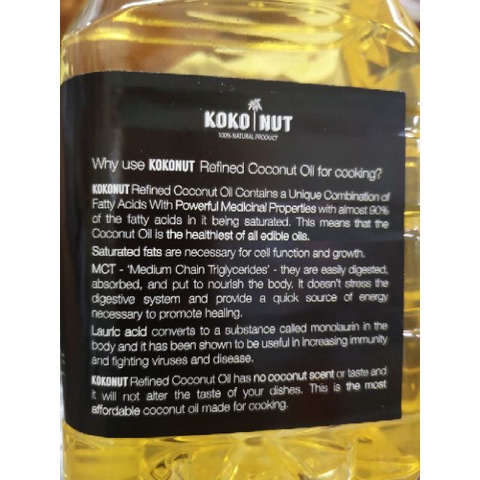 KOKONUT
100% NATURAL PRODUCT
Why use KOKONUT Refined Coconut Oil for cooking?
KOKONUT Refined Coconut Oil Contains a Unique Combination of
Fatty Acids With Powerful Medicinal Properties with almost 90%
of the fatty acids in it being saturated. This means that the
Coconut Oil is the healthiest of all edible oils.
Saturated fats are necessary for cell function and growth.
MCT - 'Medium Chain Triglycerides' - they are easily digested,
absorbed, and put to nourish the body. It doesn't stress the
digestive system and provide a quick source of energy
necessary to promote healing.
Lauric acid converts to a substance called monolaurin in the
body and it has been shown to be useful in increasing immunity
and fighting viruses and disease.
KOKONUT Refined Coconut Oil has no coconut scent or taste and
it will not alter the taste of your dishes. This is the most
affordable coconut oil made for cooking.